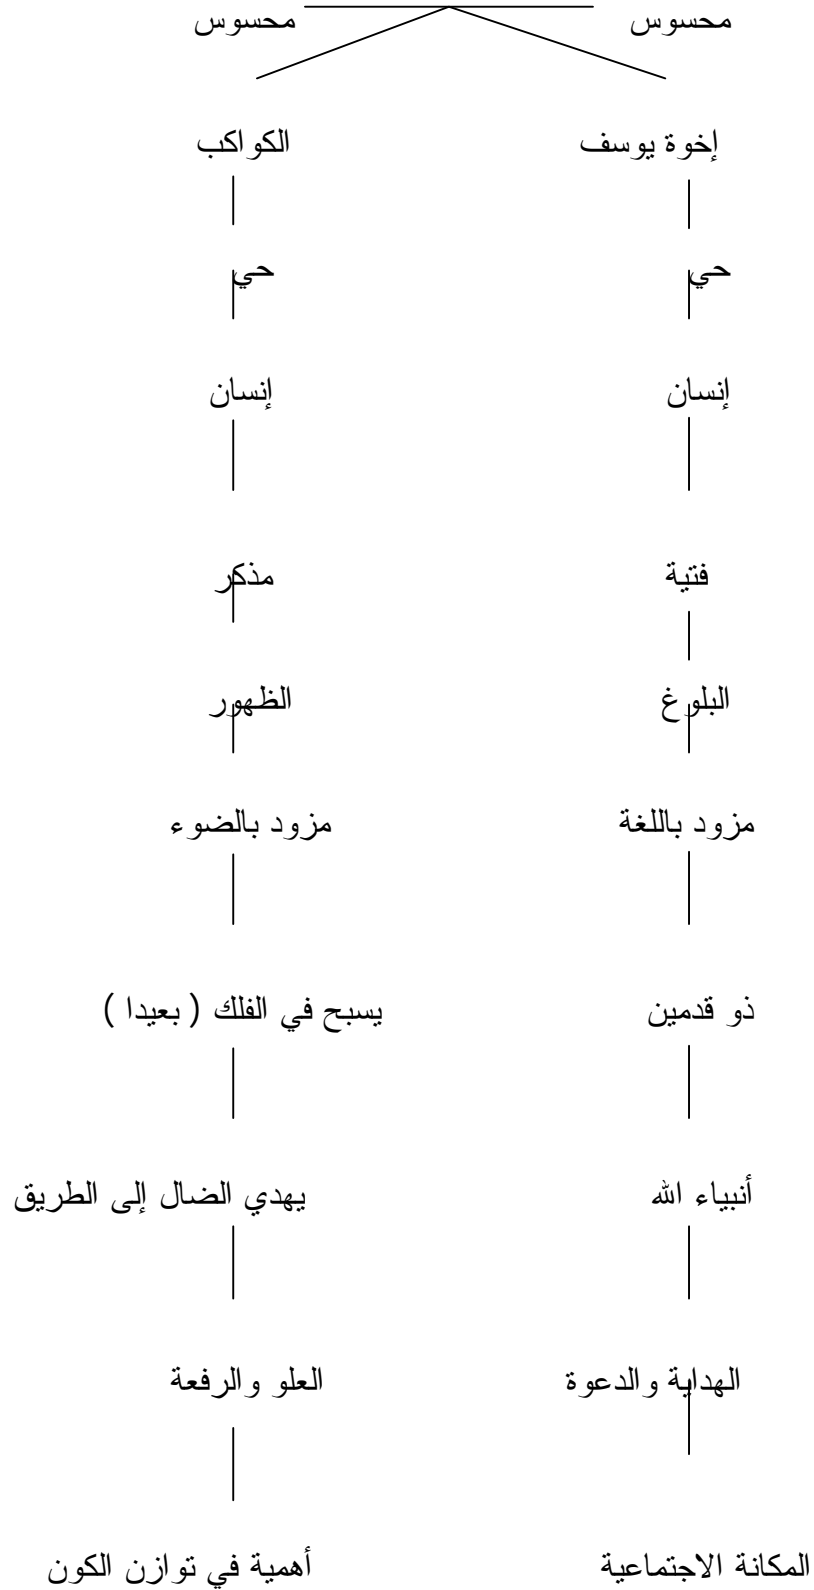 محسوس محسوس
إخوة يوسف الكواكب
حي حي
إنسان إنسان
فتية مذكر
البلوغ الظهور
مزود باللغة مزود بالضوء
ذو قدمين يسبح في الفلك ( بعيدا )
أنبياء الله يهدي الضال إلى الطريق
الهداية والدعوة العلو والرفعة
المكانة الاجتماعية أهمية في توازن الكون